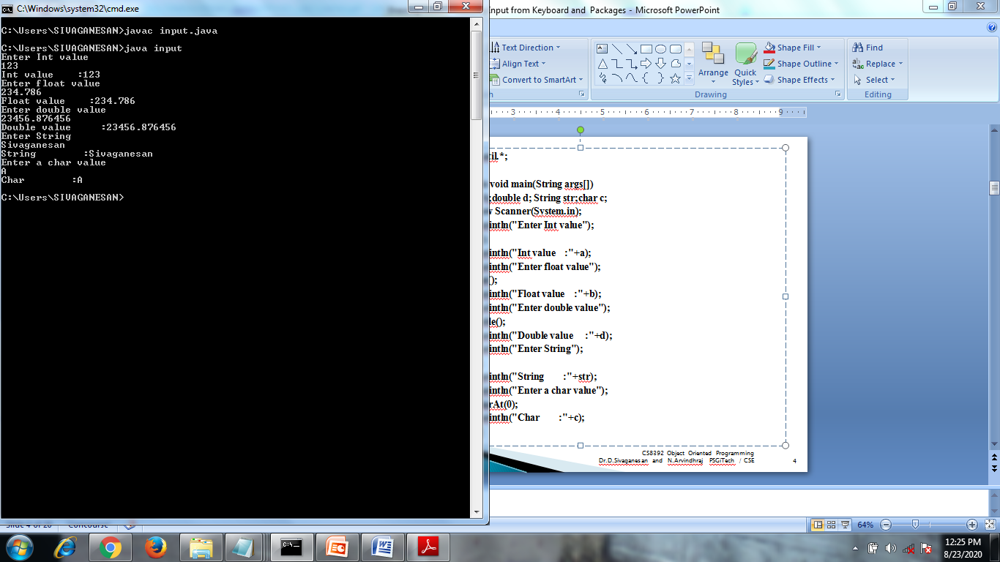 C:\Windows\system32\cmd.exe
C:\Users\SIVAGANESAN>javac input.java
C:\Users\SIVAGANESAN>java input
Enter Int value
123
Int value    :123
Enter float value
234.786
Float value    :234.786
Enter double value
23456.876456
Double value     :23456.876456
Enter String
Sivaganesan
String        :Sivaganesan
Enter a char value
A
Char        :A
C:\Users\SIVAGANESAN>
Input from Keyboard and Packages - Microsoft PowerPoint
Text Direction
Align Text
Convert to SmartArt
Arrange
Quick Styles
Shape Fill
Shape Outline
Shape Effects
Drawing
Find
Replace
Select
Editing
3 4 5 6 7 8 9
til.*;
void main(String args[])
;double d; String str;char c;
Scanner(System.in);
intln("Enter Int value");
intln("Int value    :"+a);
intln("Enter float value");
();
intln("Float value    :"+b);
intln("Enter double value");
le();
intln("Double value     :"+d);
intln("Enter String");
intln("String        :"+str);
intln("Enter a char value");
rAt(0);
intln("Char        :"+c);
CS8392 Object Oriented Programming
Dr.D.Sivaganesan and N.Arvindhraj PSGiTech / CSE
4
Slide 4 of 20
Concourse
64%
12:25 PM
8/23/2020